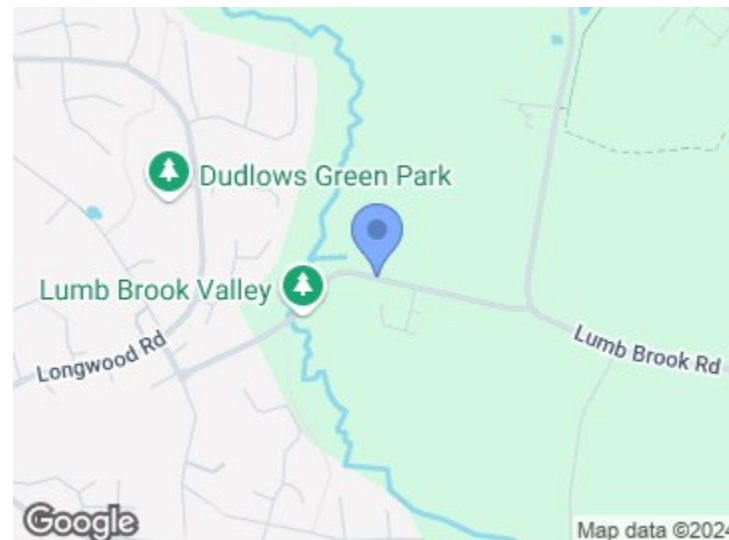 Dudlows Green Park
Lumb Brook Valley
Longwood Rd
Lumb Brook Rd
Google
Map data ©2024